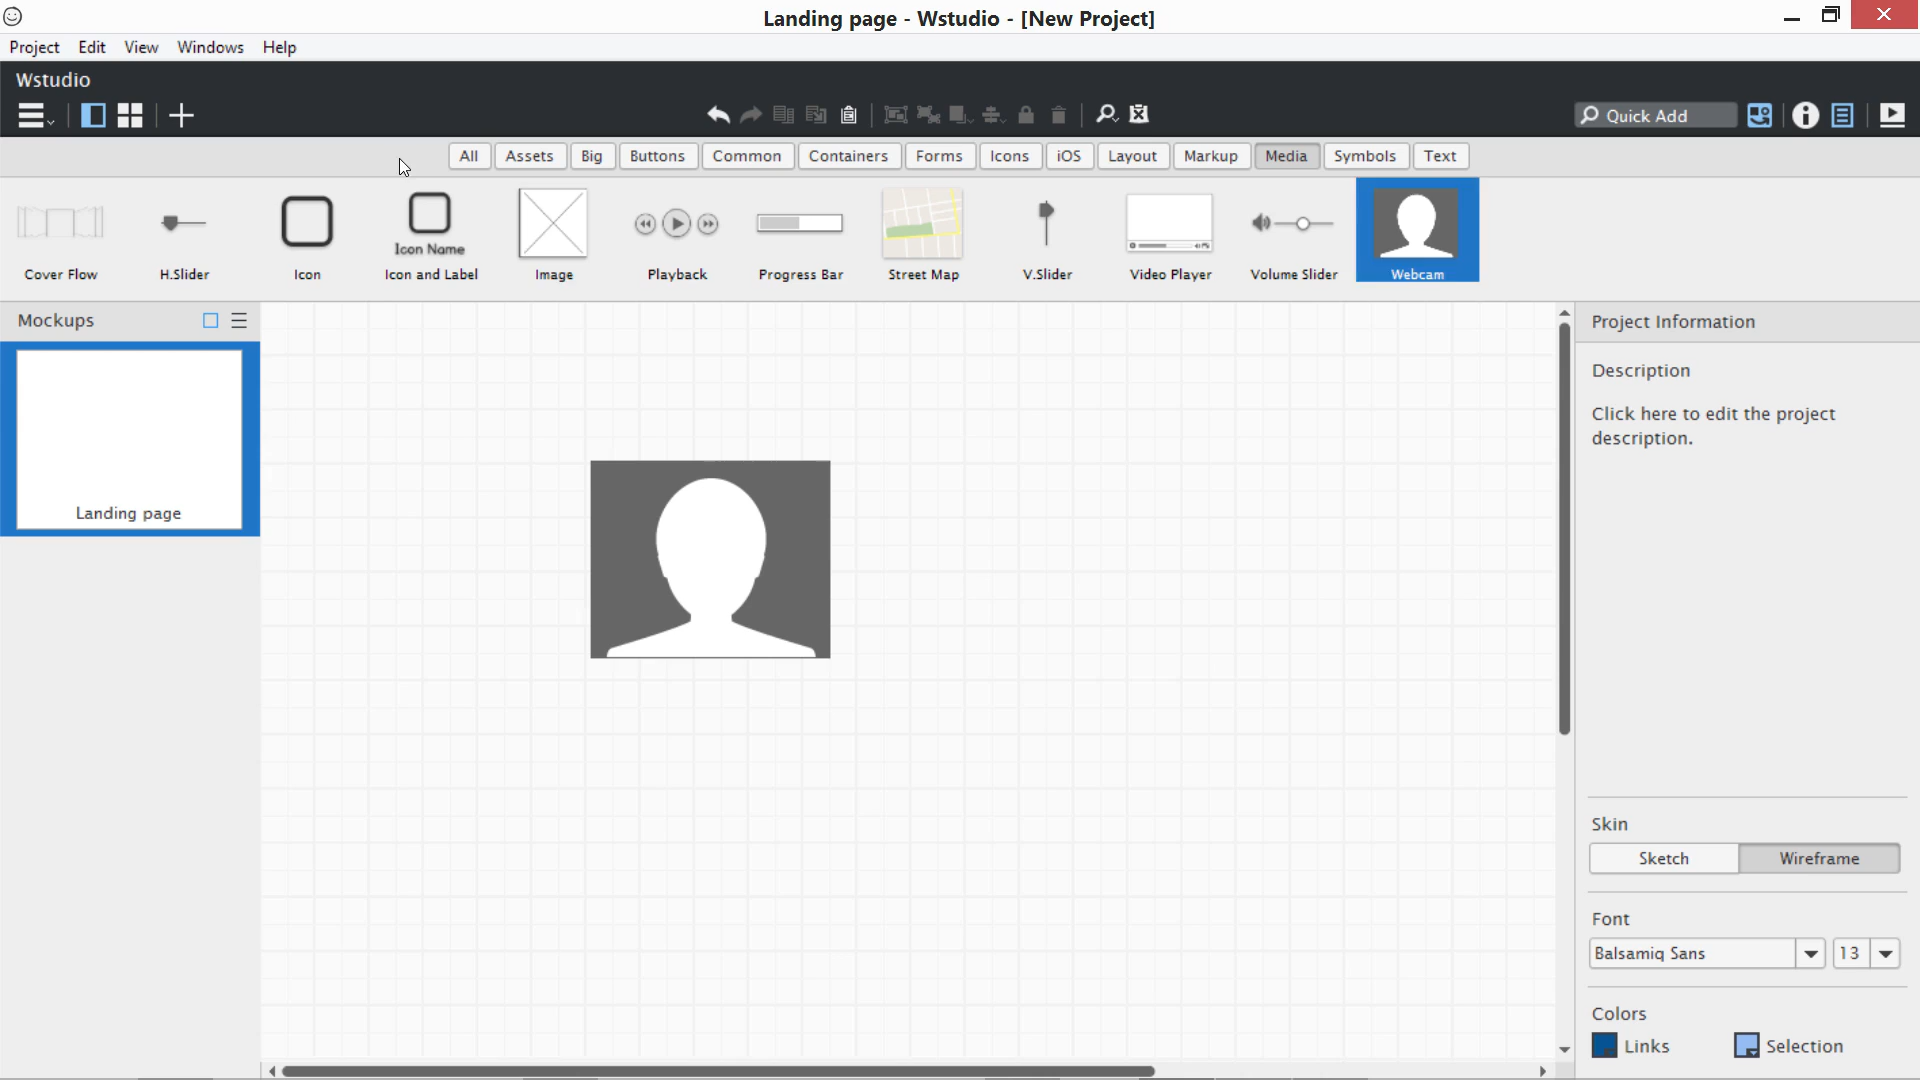 Landing page - Wstudio - [New Project]
Project Edit View Windows Help
Wstudio
Quick Add
All Assets Big Buttons Common Containers Forms Icons iOS Layout Markup Media Symbols Text
Icon Name
Cover Flow H.Slider Icon Icon and Label Image Playback Progress Bar Street Map V.Slider Video Player Volume Slider Webcam
Mockups
Landing page
Project Information
Description
Click here to edit the project
description.
Skin
Sketch Wireframe
Font
Balsamiq Sans 13
Colors
Links Selection